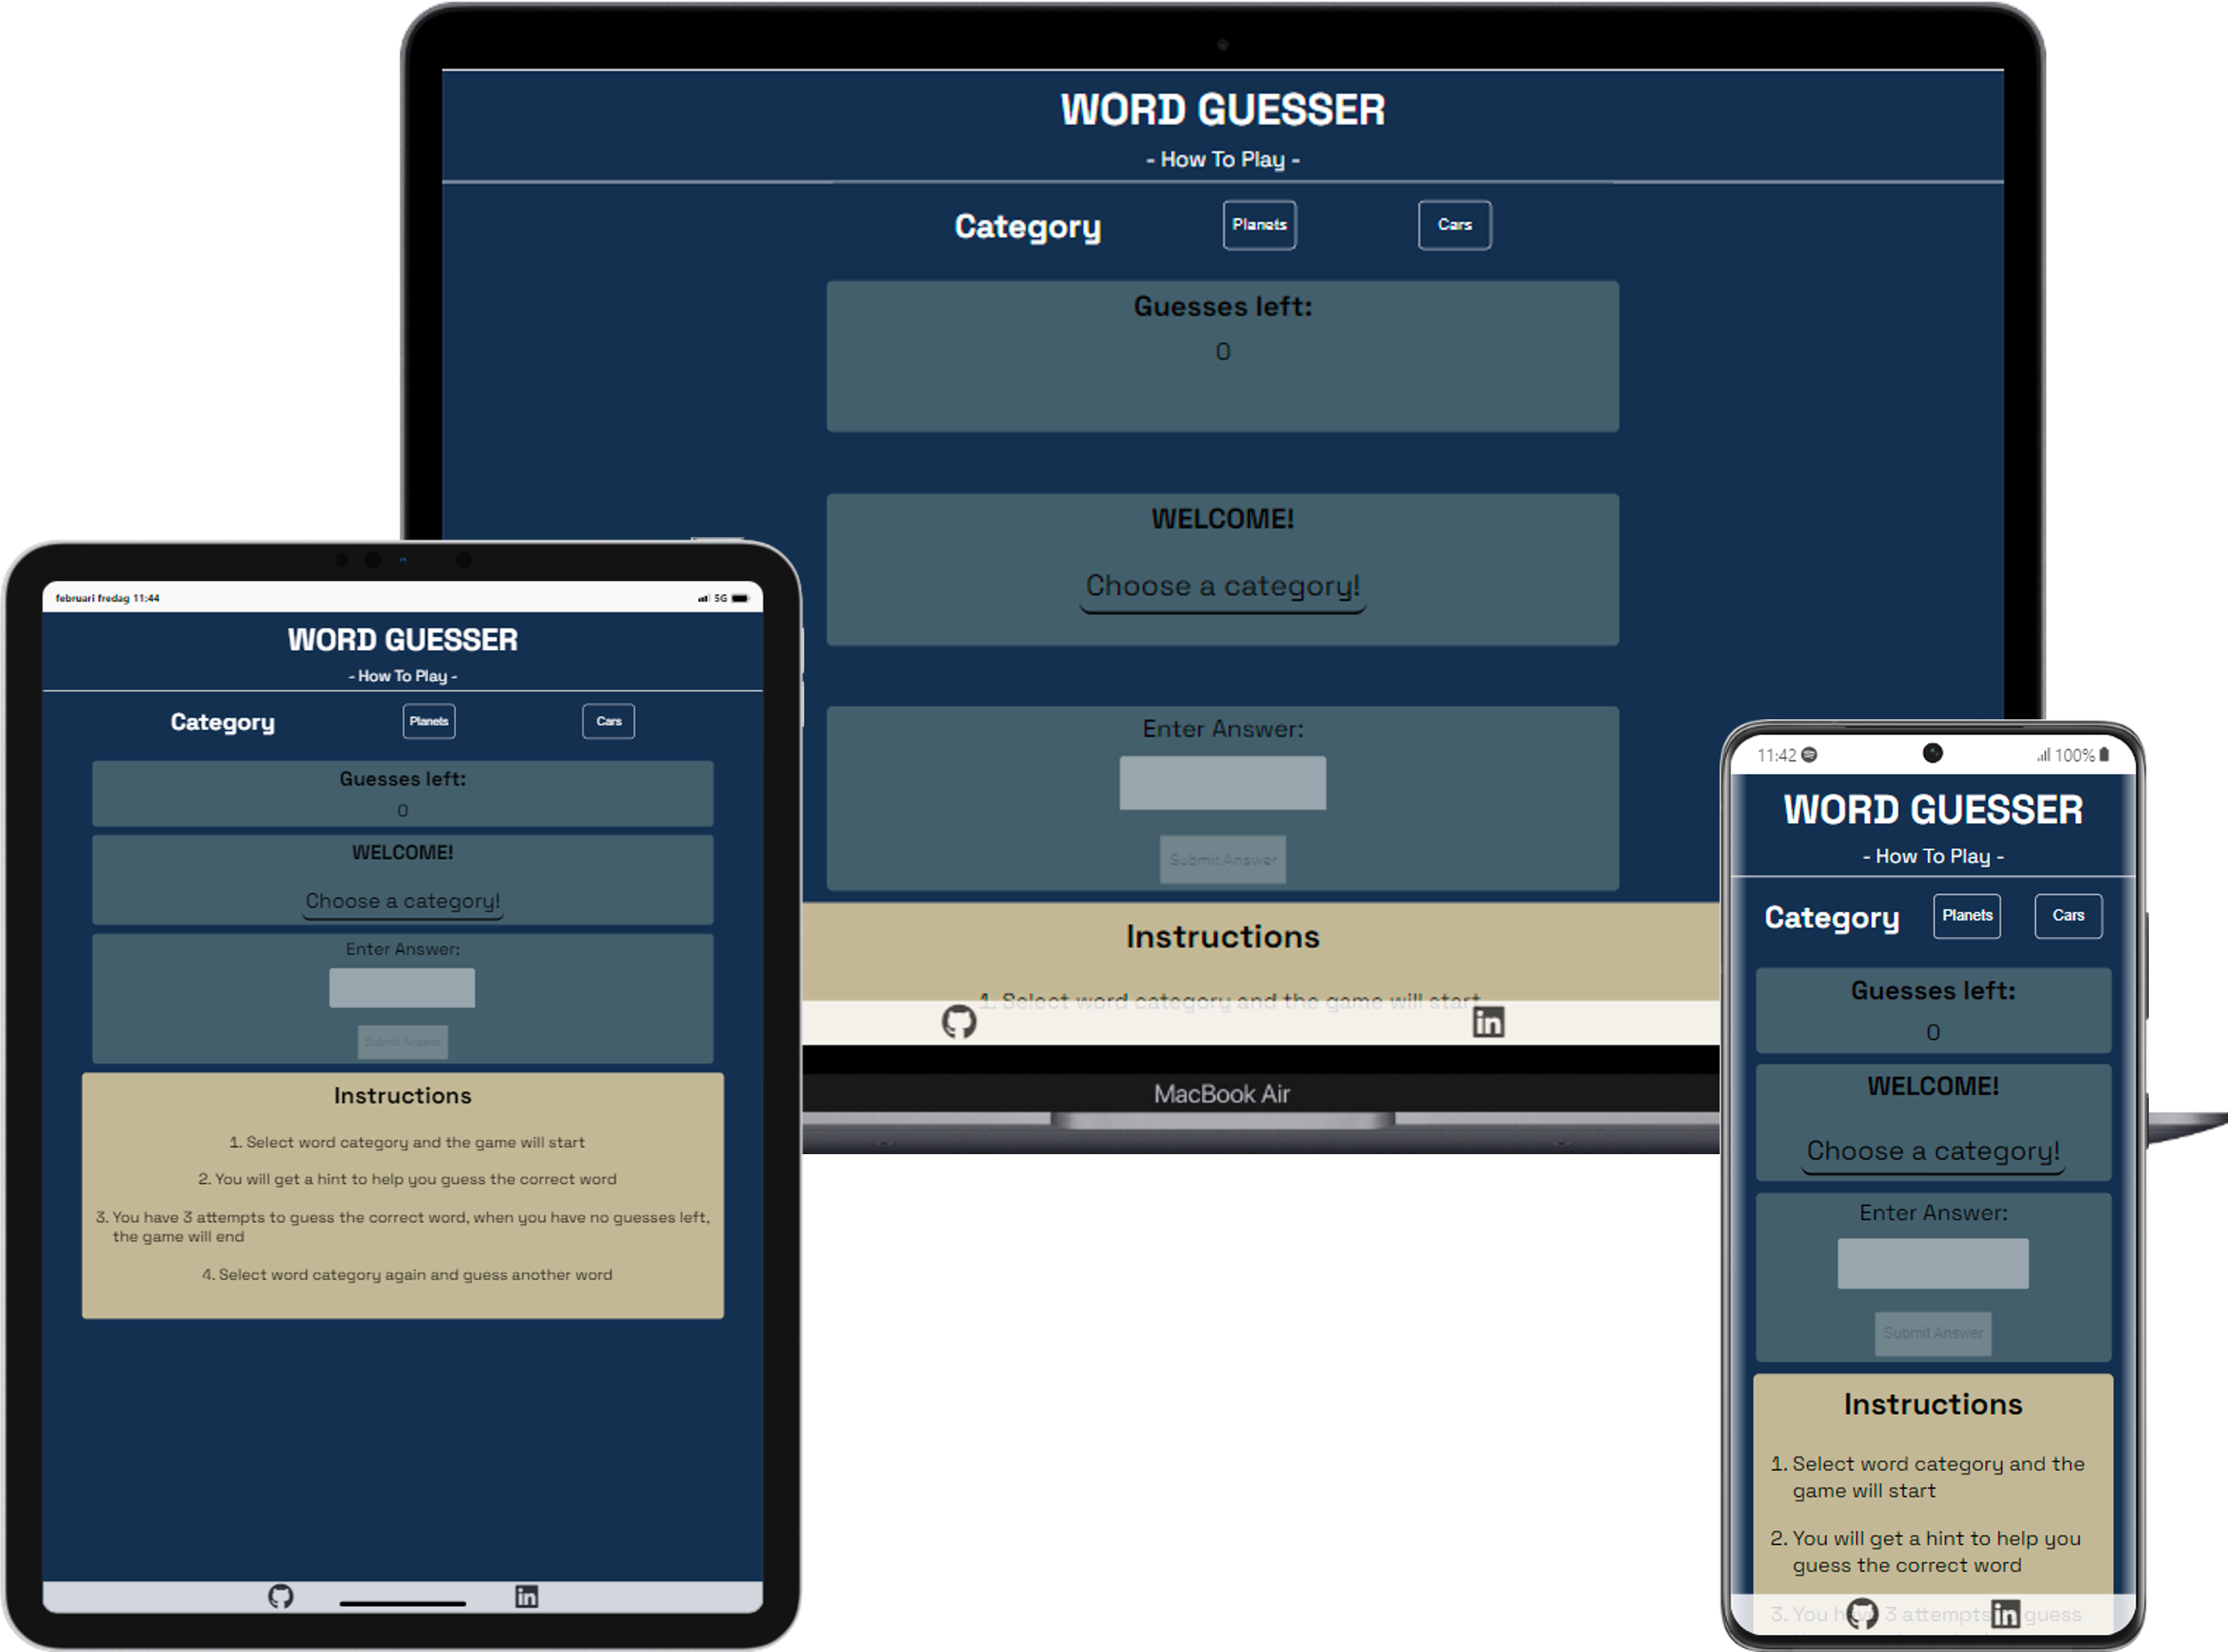 WORD GUESSER
- How To Play -
Category
Planets
Cars
Guesses left:
0
WELCOME!
Choose a category!
Enter Answer:
Submit Answer
Instructions
1. Select word category and the game will start
in
MacBook Air
februari fredag 11:44
5G
WORD GUESSER
- How To Play -
Category
Planets
Cars
Guesses left:
0
WELCOME!
Choose a category!
Enter Answer:
Submit Answer
Instructions
1. Select word category and the game will start
2. You will get a hint to help you guess the correct word
3. You have 3 attempts to guess the correct word, when you have no guesses left,
the game will end
4. Select word category again and guess another word
in
11:42
100%
WORD GUESSER
- How To Play -
Category
Planets
Cars
Guesses left:
0
WELCOME!
Choose a category!
Enter Answer:
Submit Answer
Instructions
1. Select word category and the
game will start
2. You will get a hint to help you
guess the correct word
3. You have 3 attempts to guess
in